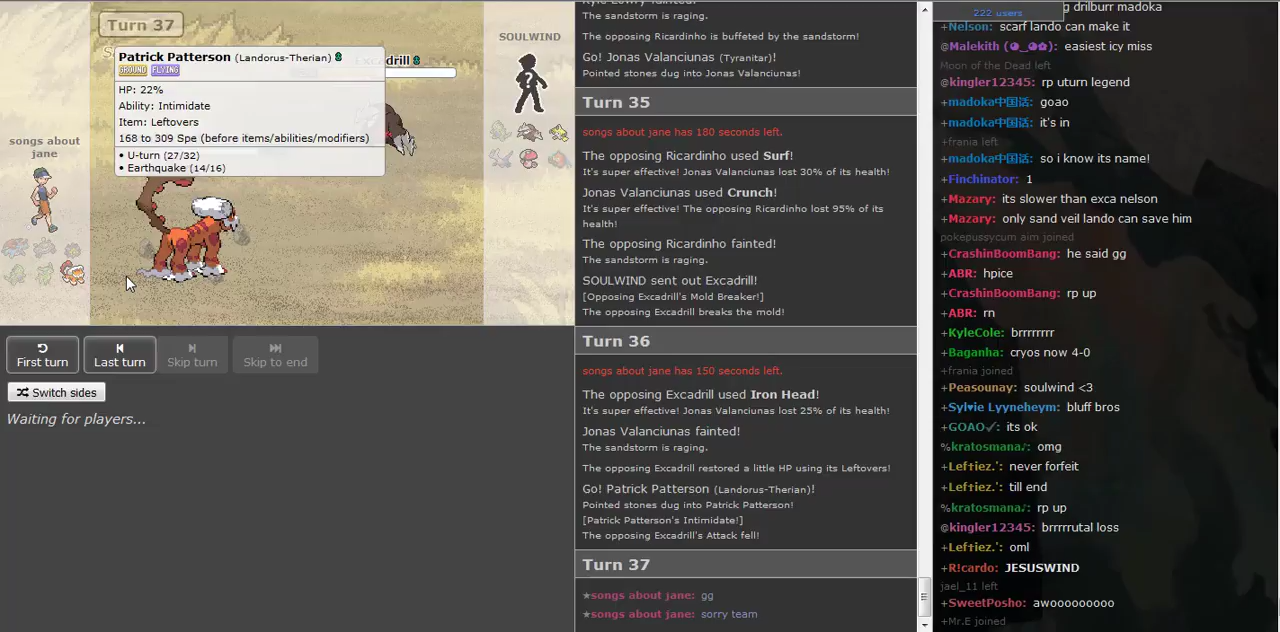 Turn 37
Patrick Patterson (Landorus-Therian)
GROUND FLYING
HP: 22%
Ability: Intimidate
Item: Leftovers
168 to 309 Spe (before items/abilities/modifiers)
• U-turn (27/32)
• Earthquake (14/16)
songs about
jane
SOULWIND
First turn
Last turn
Skip turn
Skip to end
Switch sides
Waiting for players...
The sandstorm is raging.
The opposing Ricardinho is buffeted by the sandstorm!
Go! Jonas Valanciunas (Tyranitar)!
Pointed stones dug into Jonas Valanciunas!
Turn 35
songs about jane has 180 seconds left.
The opposing Ricardinho used Surf!
It's super effective! Jonas Valanciunas lost 30% of its health!
Jonas Valanciunas used Crunch!
It's super effective! The opposing Ricardinho lost 95% of its
health!
The opposing Ricardinho fainted!
The sandstorm is raging.
SOULWIND sent out Excadrill!
[Opposing Excadrill's Mold Breaker!]
The opposing Excadrill breaks the mold!
Turn 36
songs about jane has 150 seconds left.
The opposing Excadrill used Iron Head!
It's super effective! Jonas Valanciunas lost 25% of its health!
Jonas Valanciunas fainted!
The sandstorm is raging.
The opposing Excadrill restored a little HP using its Leftovers!
Go! Patrick Patterson (Landorus-Therian)!
Pointed stones dug into Patrick Patterson!
[Patrick Patterson's Intimidate!]
The opposing Excadrill's Attack fell!
Turn 37
★songs about jane: gg
★songs about jane: sorry team
222 users
drilburr madoka
+Nelson: scarf lando can make it
@Malekith (◕‿◕✿): easiest icy miss
Moon of the Dead left
@kingler12345: rp uturn legend
+madoka中国话: goao
+madoka中国话: it's in
+frania left
+madoka中国话: so i know its name!
+Finchinator: 1
+Mazary: its slower than exca nelson
+Mazary: only sand veil lando can save him
pokepussycum aim joined
+CrashinBoomBang: he said gg
+ABR: hpice
+CrashinBoomBang: rp up
+ABR: rn
+KyleCole: brrrrrrr
+Baganha: cryos now 4-0
+frania joined
+Peasounay: soulwind <3
+Sylvie Lyyneheym: bluff bros
+GOAO✓: its ok
%kratosmana♪: omg
+Lef†iez.': never forfeit
+Lef†iez.': till end
%kratosmana♪: rp up
@kingler12345: brrrrrutal loss
+Lef†iez.': oml
+R!cardo: JESUSWIND
jael_11 left
+SweetPosho: awooooooooo
+Mr.E joined